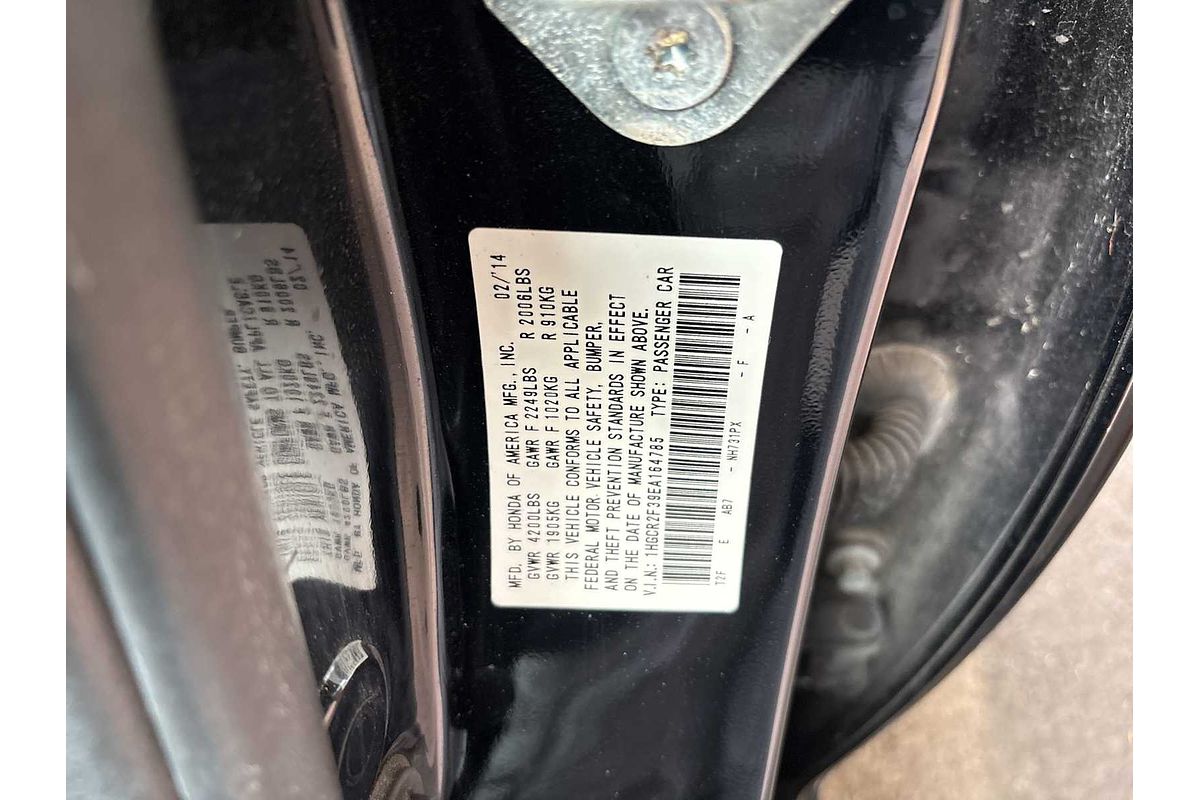 MFD. BY HONDA OF AMERICA MFG., INC. 02/'14
GVWR 4200LBS GAWR F 2249LBS R 2006LBS
GVWR 1905KG GAWR F 1020KG R 910KG
THIS VEHICLE CONFORMS TO ALL APPLICABLE
FEDERAL MOTOR VEHICLE SAFETY, BUMPER,
AND THEFT PREVENTION STANDARDS IN EFFECT
ON THE DATE OF MANUFACTURE SHOWN ABOVE.
V.I.N.: 1HGCR2F39EA164785 TYPE: PASSENGER CAR
T2F E AB7 - NH731PX - F - A